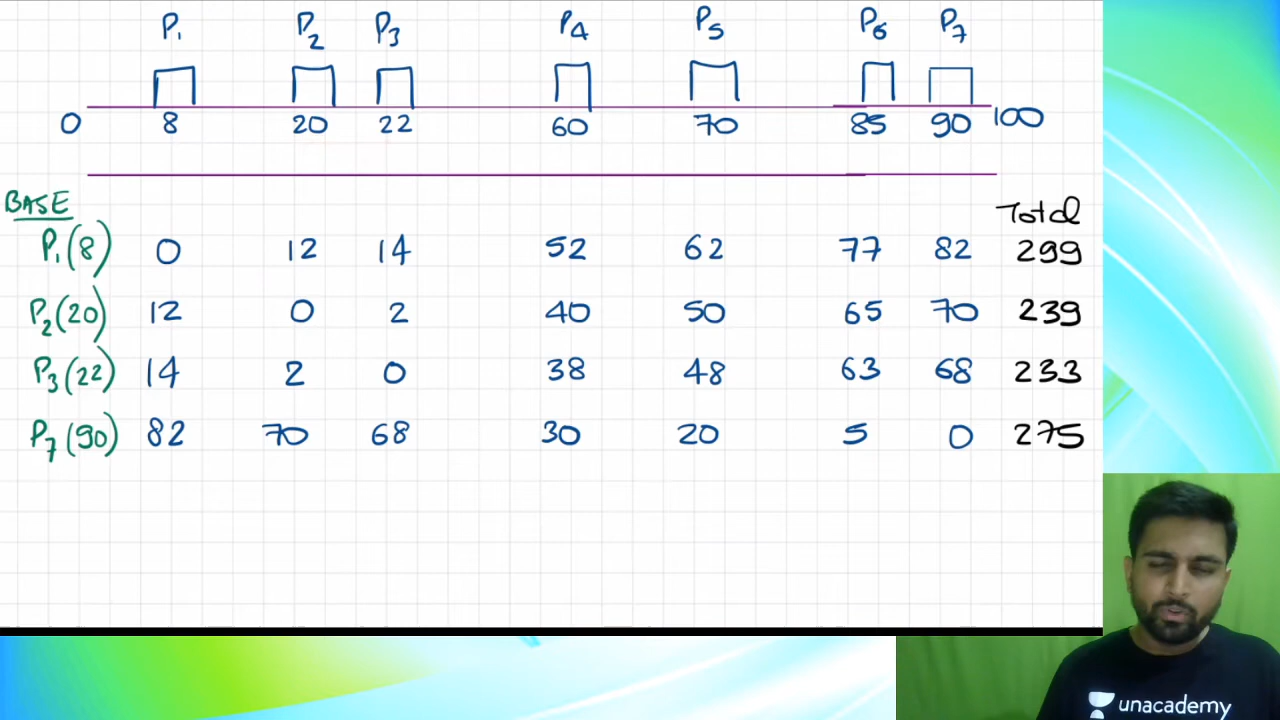 P₁ P₂ P₃ P₄ P₅ P₆ P₇
0 8 20 22 60 70 85 90 100
BASE Total
P₁(8) 0 12 14 52 62 77 82 299
P₂(20) 12 0 2 40 50 65 70 239
P₃(22) 14 2 0 38 48 63 68 233
P₇(90) 82 70 68 30 20 5 0 275
unacademy